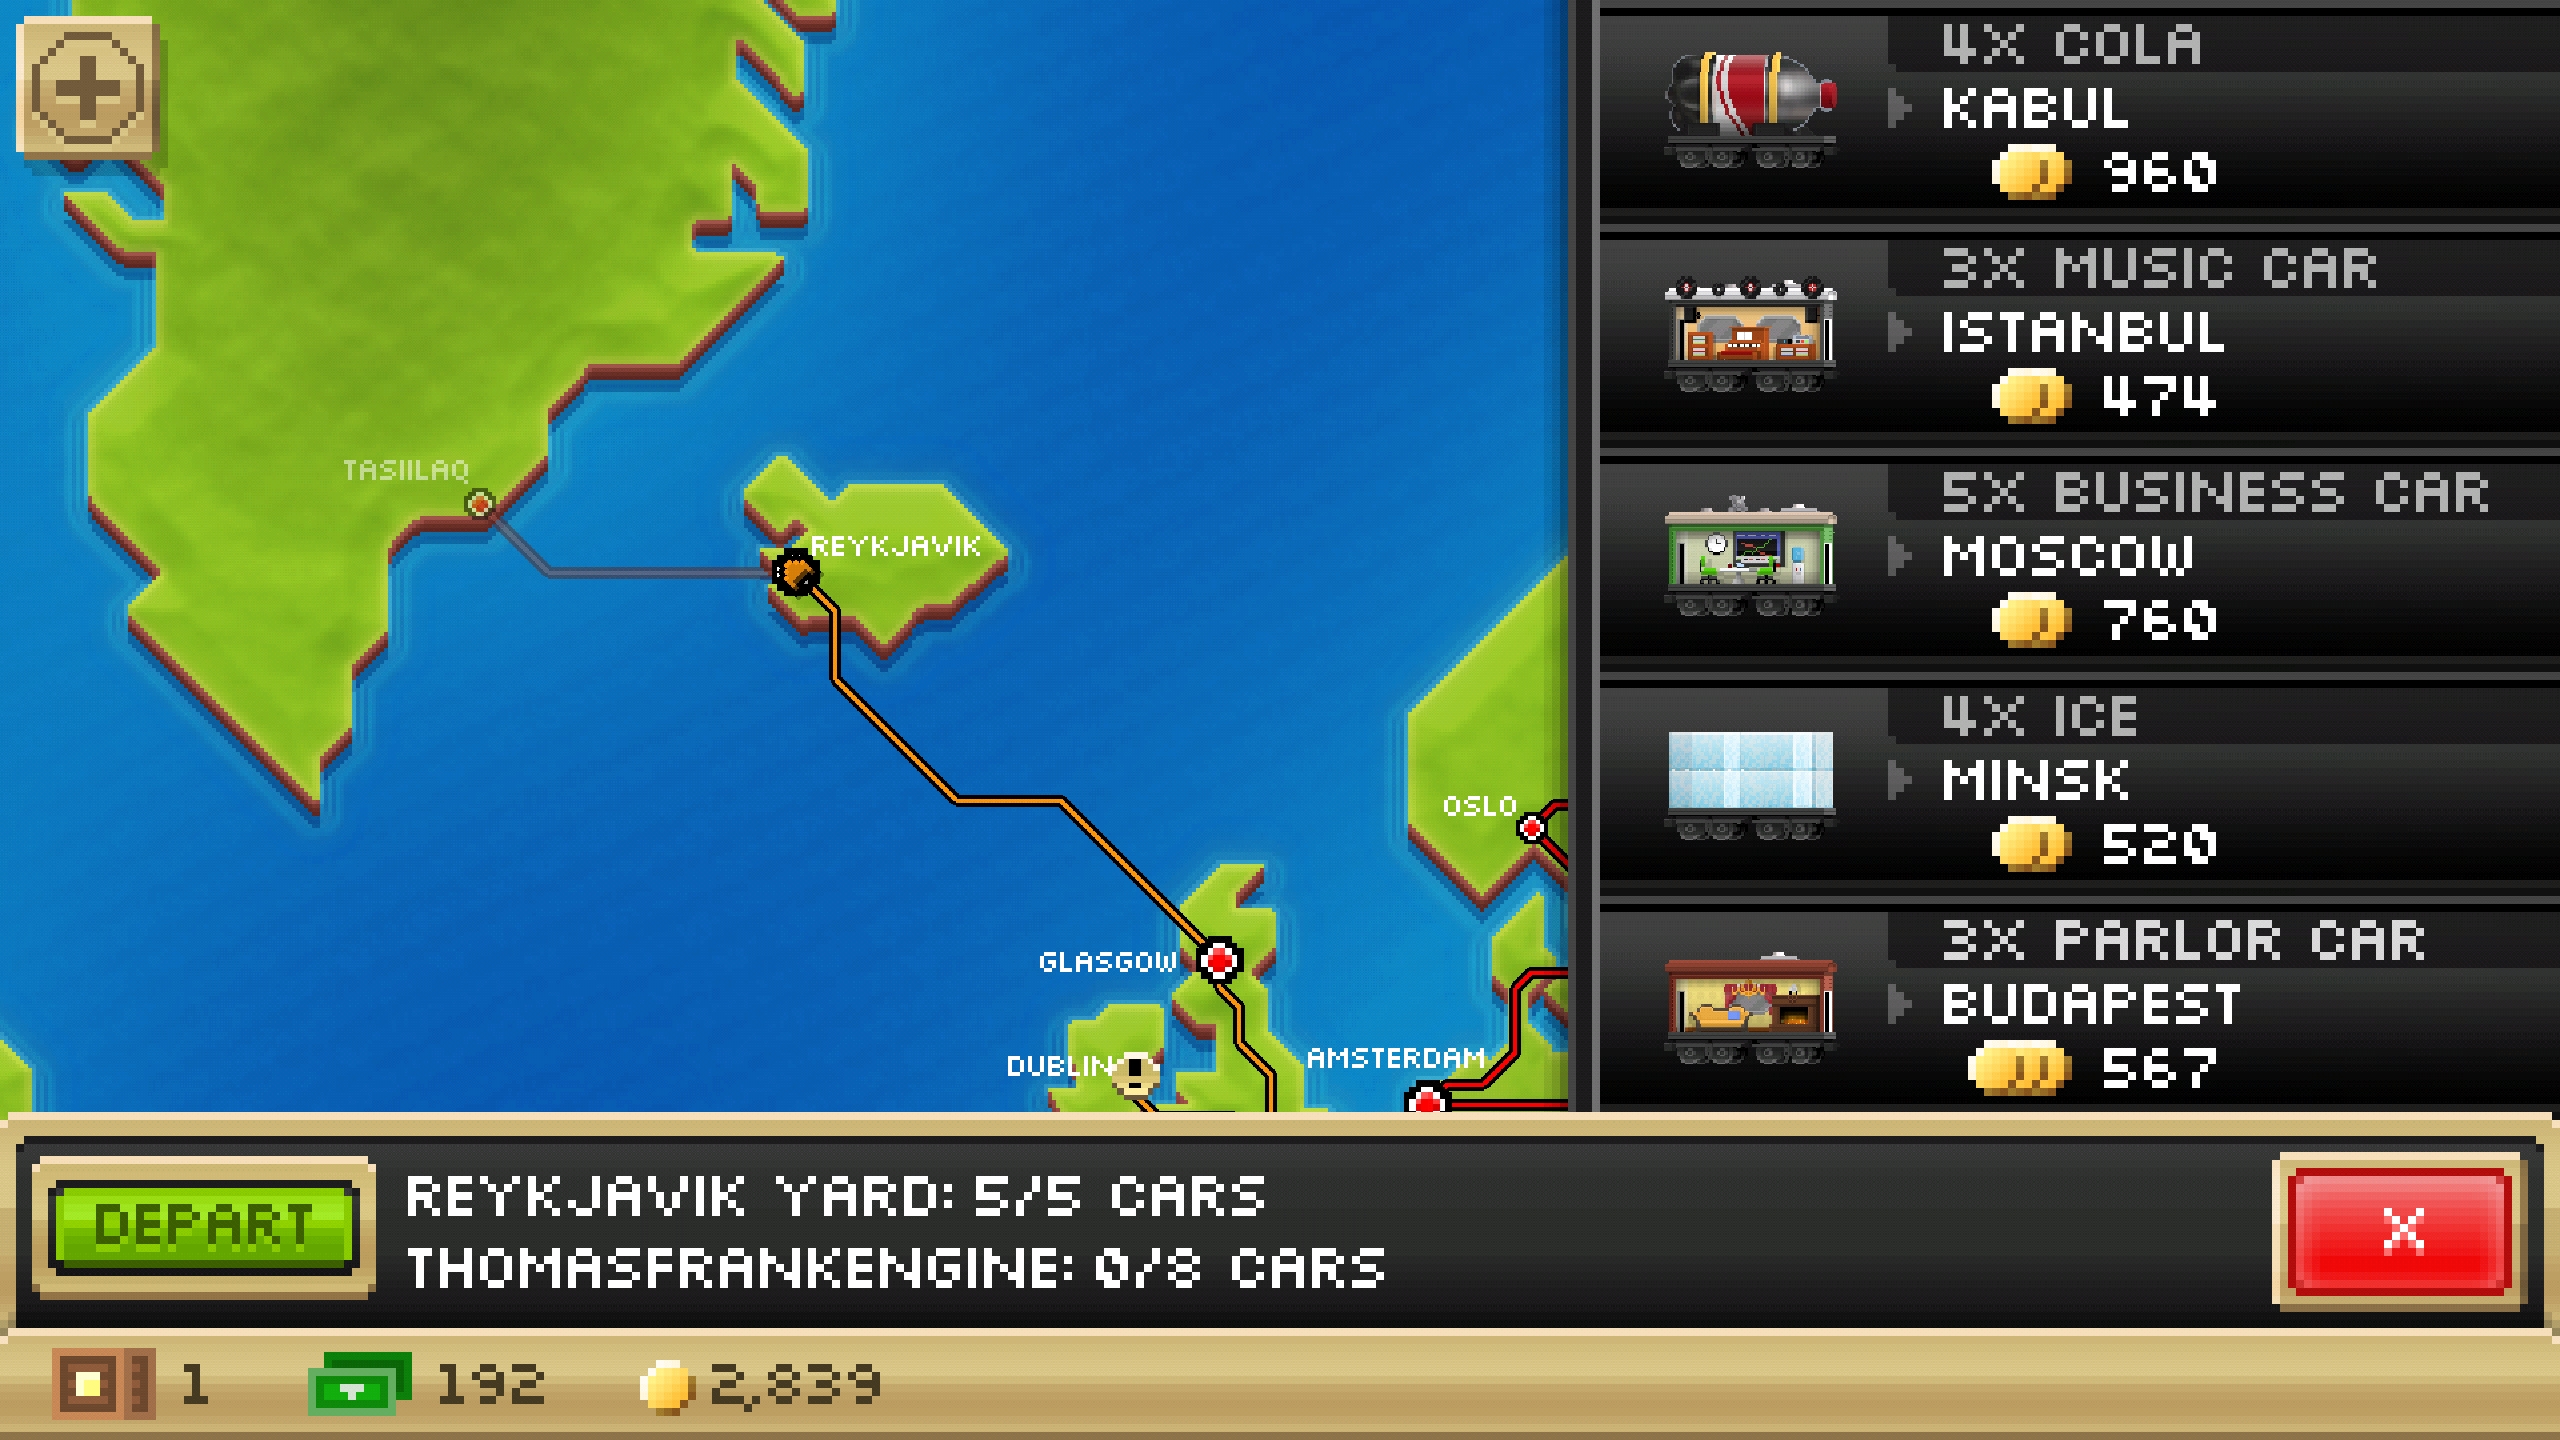 4X COLA
KABUL
960
3X MUSIC CAR
ISTANBUL
474
5X BUSINESS CAR
MOSCOW
760
4X ICE
MINSK
520
3X PARLOR CAR
BUDAPEST
567
TASIILAQ
REYKJAVIK
OSLO
GLASGOW
DUBLIN
AMSTERDAM
DEPART
REYKJAVIK YARD: 5/5 CARS
THOMASFRANKENGINE: 0/8 CARS
X
1
192
2,839